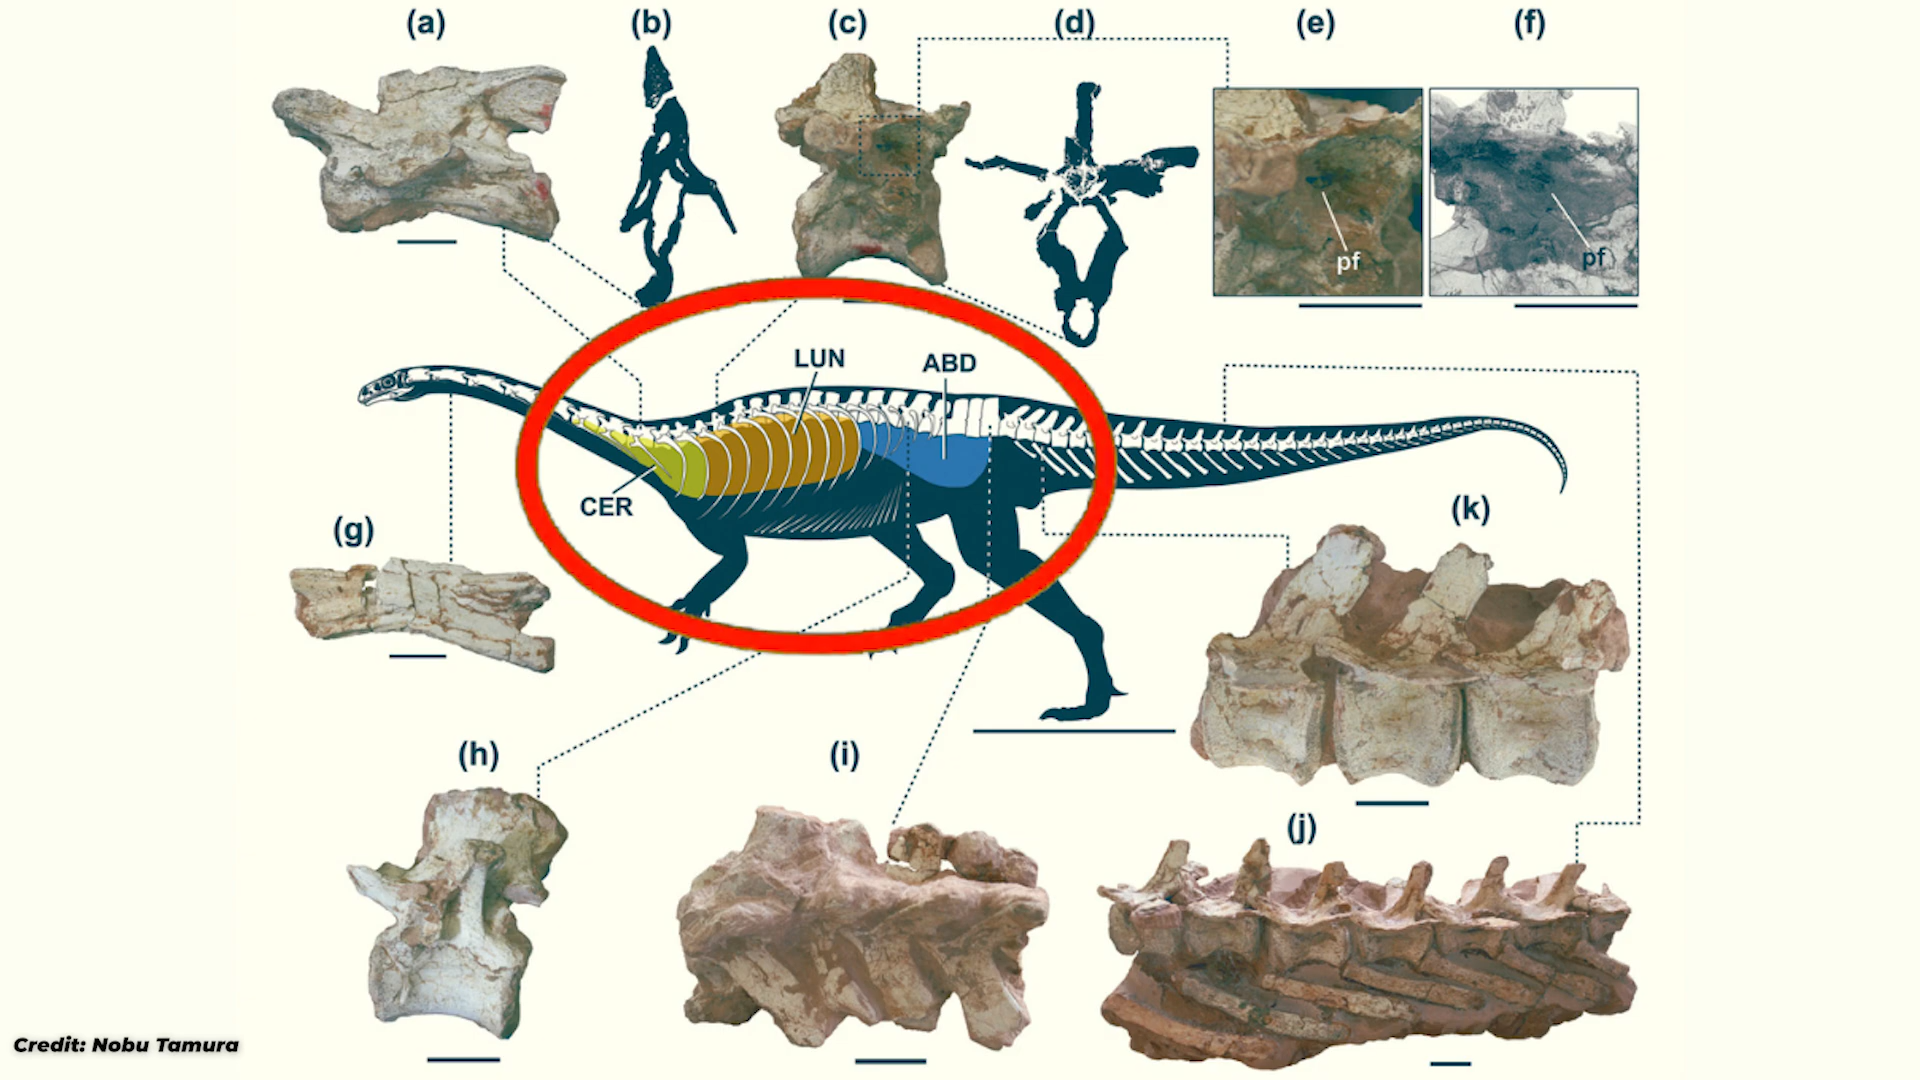 (a)
(b)
(c)
(d)
(e)
(f)
pf
pf
LUN
ABD
CER
(g)
(k)
(h)
(i)
(j)
Credit: Nobu Tamura